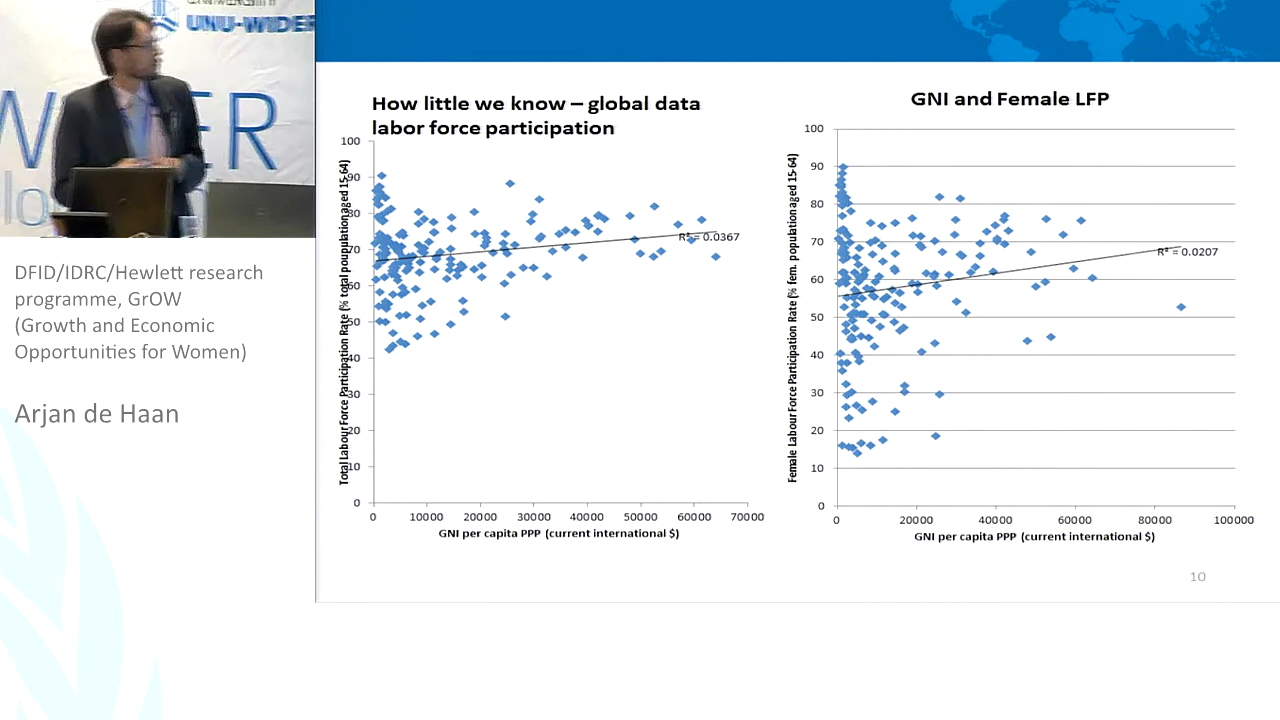 UNU-WIDER
W
ER
DFID/IDRC/Hewlett research
programme, GrOW
(Growth and Economic
Opportunities for Women)
Arjan de Haan
How little we know – global data
labor force participation
Total Labour Force Participation Rate (% total poupulation aged 15-64)
100
90
80
70
60
50
40
30
20
10
0
R² = 0.0367
0 10000 20000 30000 40000 50000 60000 70000
GNI per capita PPP (current international $)
GNI and Female LFP
Female Labour Force Participation Rate (% fem. population aged 15-64)
100
90
80
70
60
50
40
30
20
10
0
R² = 0.0207
0 20000 40000 60000 80000 100000
GNI per capita PPP (current international $)
10